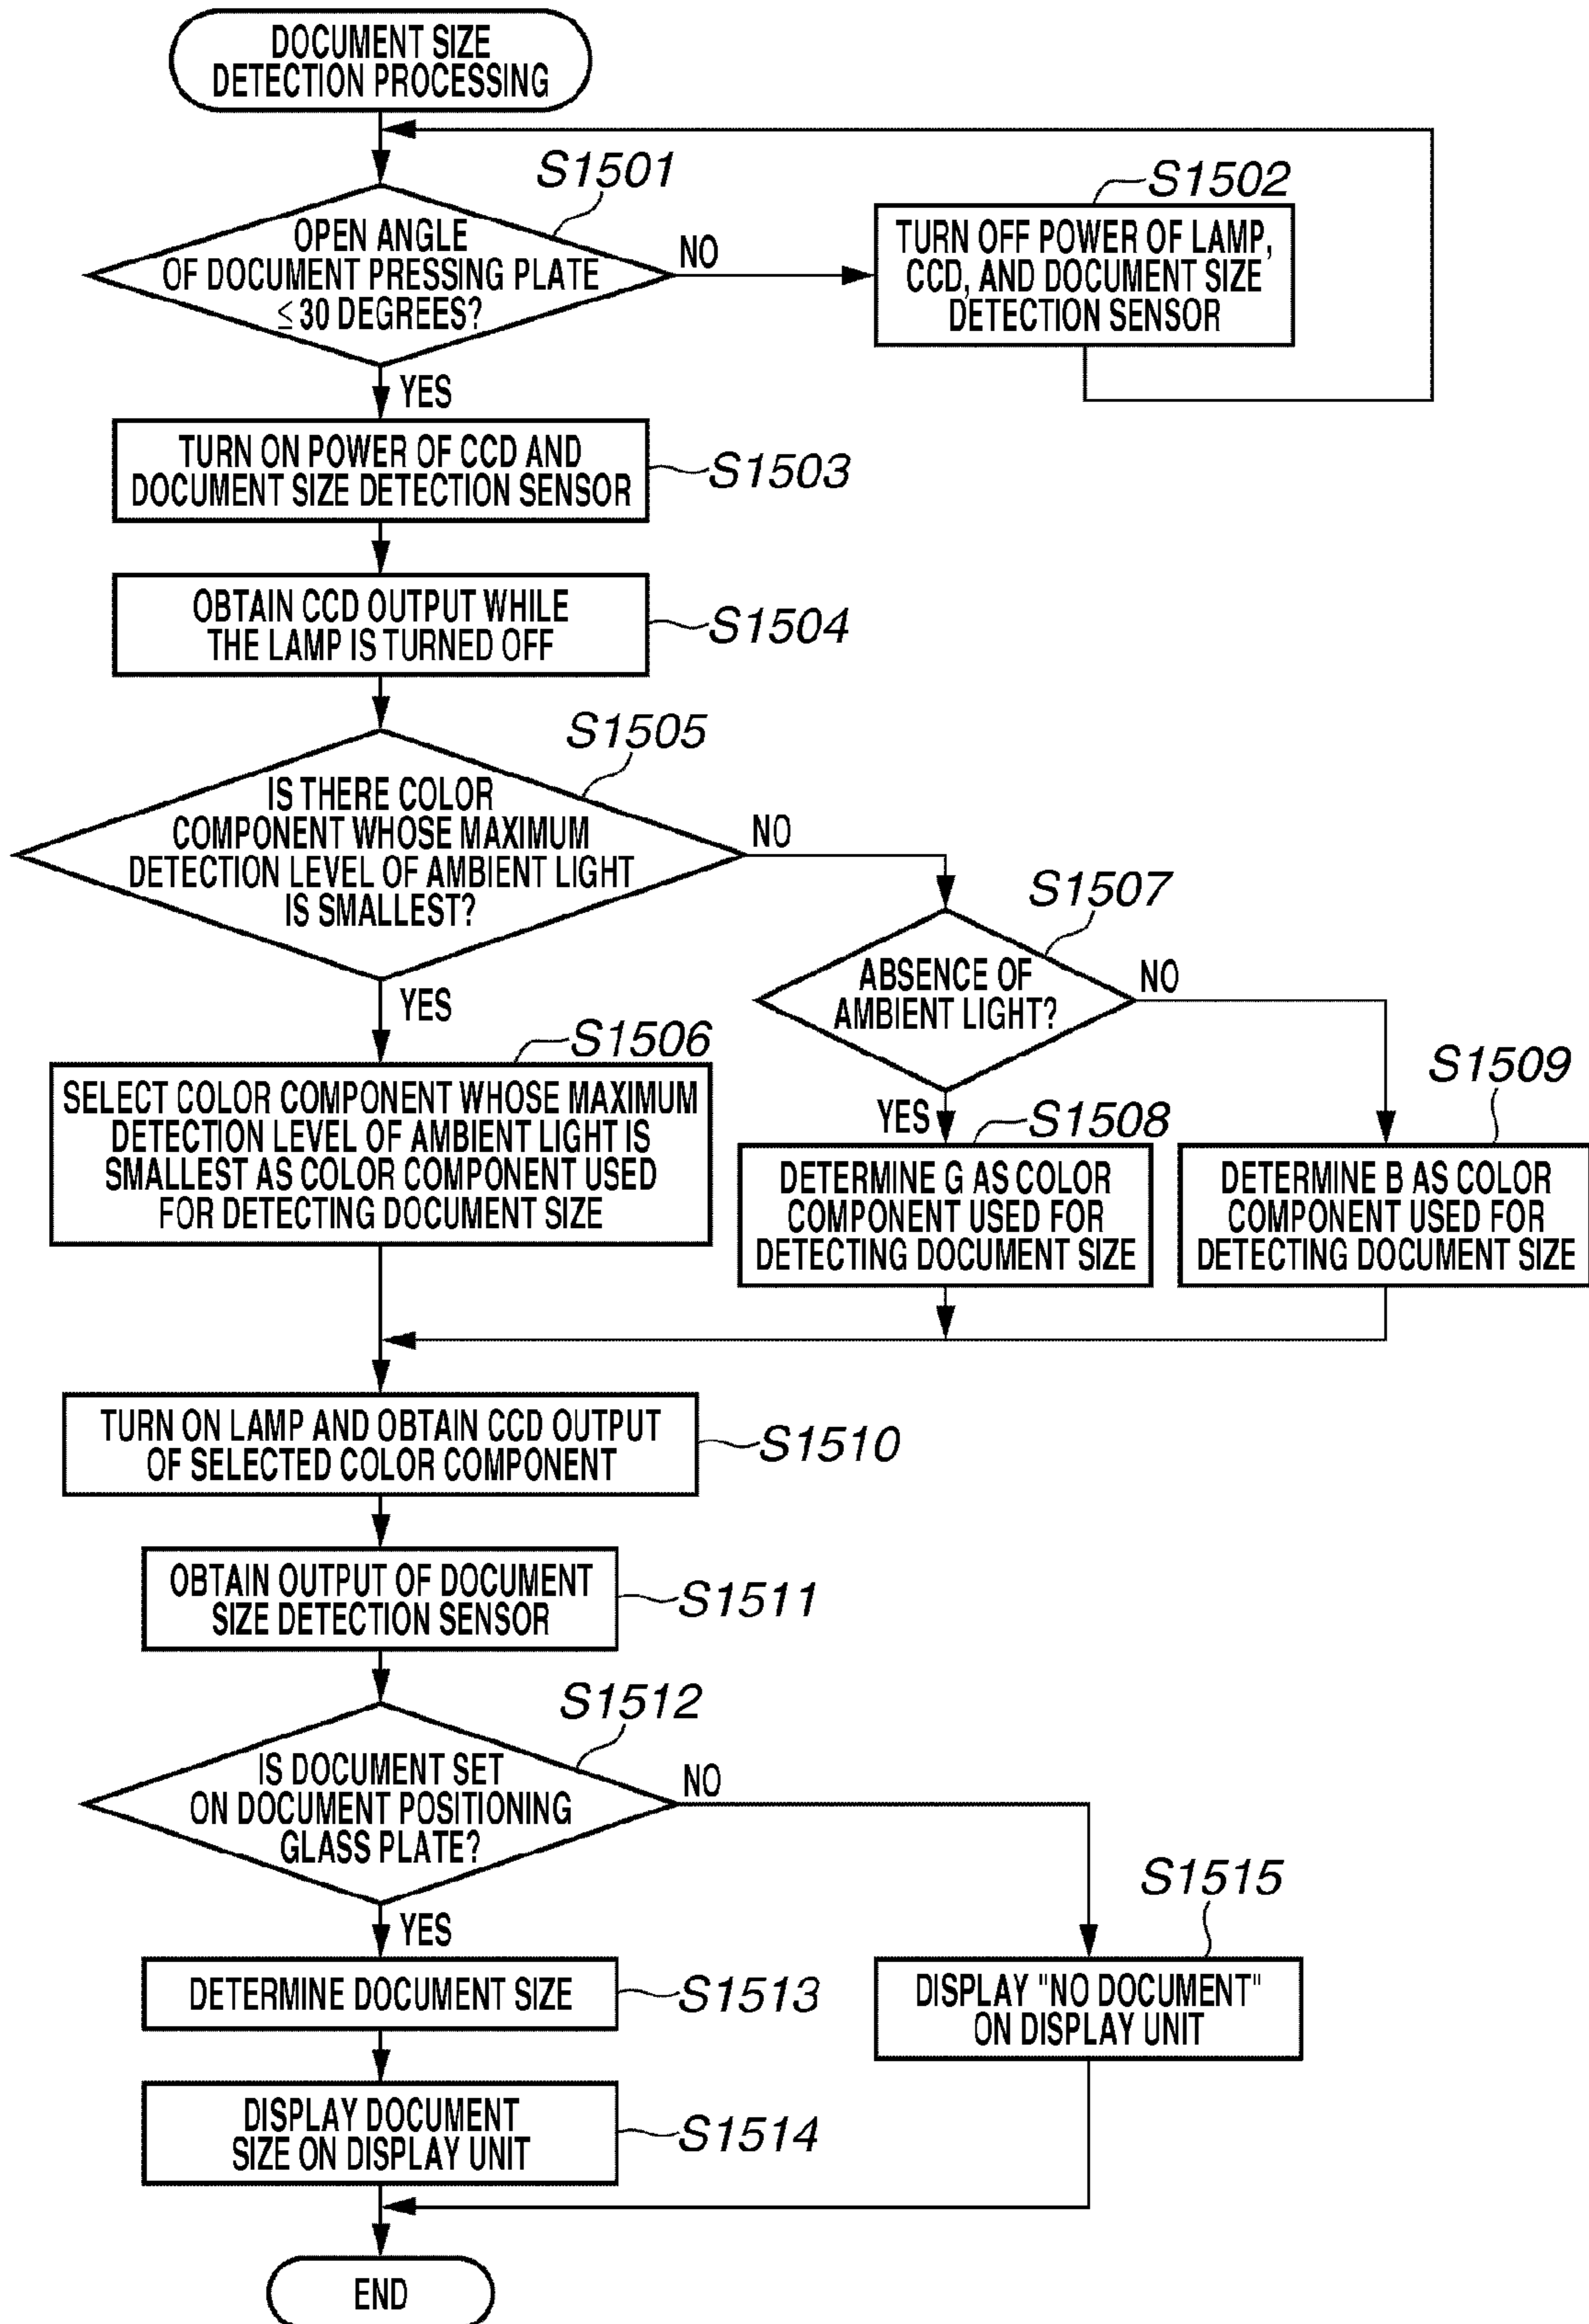 DOCUMENT SIZE
DETECTION PROCESSING
S1501
OPEN ANGLE
OF DOCUMENT PRESSING PLATE
≤ 30 DEGREES?
NO
YES
S1502
TURN OFF POWER OF LAMP,
CCD, AND DOCUMENT SIZE
DETECTION SENSOR
TURN ON POWER OF CCD AND
DOCUMENT SIZE DETECTION SENSOR
S1503
OBTAIN CCD OUTPUT WHILE
THE LAMP IS TURNED OFF
S1504
S1505
IS THERE COLOR
COMPONENT WHOSE MAXIMUM
DETECTION LEVEL OF AMBIENT LIGHT
IS SMALLEST?
NO
YES
S1507
ABSENCE OF
AMBIENT LIGHT?
NO
YES
S1506
SELECT COLOR COMPONENT WHOSE MAXIMUM
DETECTION LEVEL OF AMBIENT LIGHT IS
SMALLEST AS COLOR COMPONENT USED
FOR DETECTING DOCUMENT SIZE
S1508
DETERMINE G AS COLOR
COMPONENT USED FOR
DETECTING DOCUMENT SIZE
S1509
DETERMINE B AS COLOR
COMPONENT USED FOR
DETECTING DOCUMENT SIZE
TURN ON LAMP AND OBTAIN CCD OUTPUT
OF SELECTED COLOR COMPONENT
S1510
OBTAIN OUTPUT OF DOCUMENT
SIZE DETECTION SENSOR
S1511
S1512
IS DOCUMENT SET
ON DOCUMENT POSITIONING
GLASS PLATE?
NO
YES
DETERMINE DOCUMENT SIZE
S1513
S1515
DISPLAY "NO DOCUMENT"
ON DISPLAY UNIT
DISPLAY DOCUMENT
SIZE ON DISPLAY UNIT
S1514
END